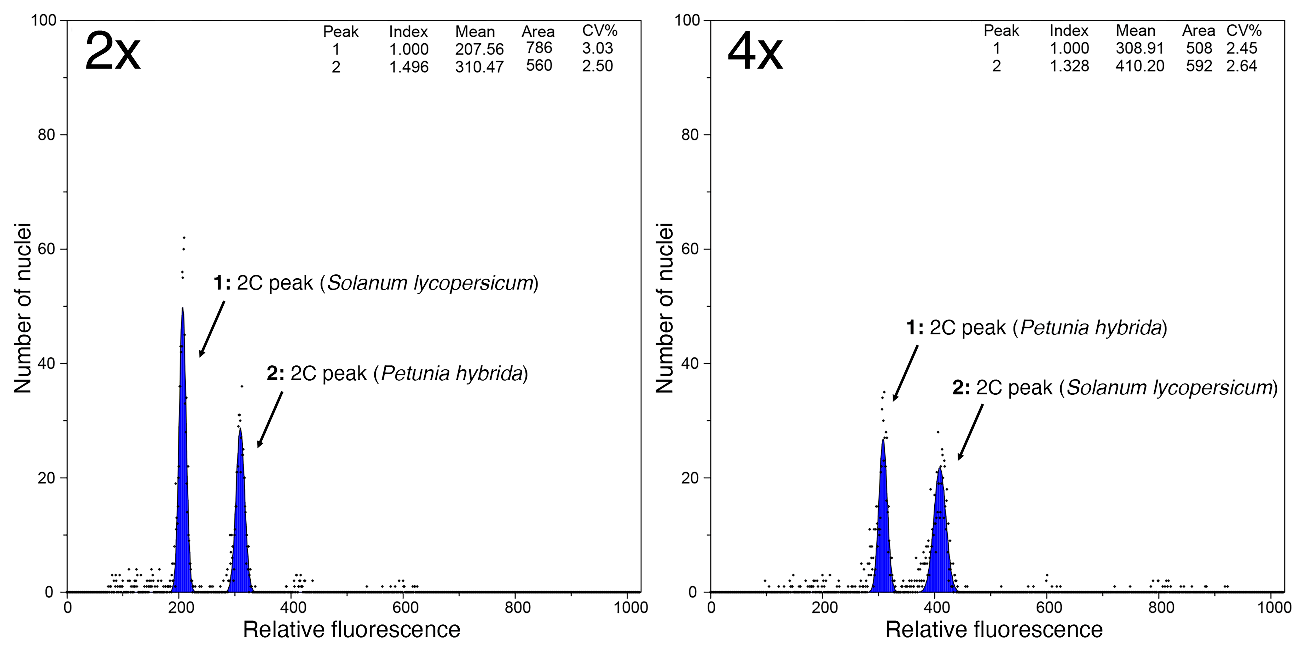 2x
Peak Index Mean Area CV%
1 1.000 207.56 786 3.03
2 1.496 310.47 560 2.50
100
80
60
40
20
0
Number of nuclei
1: 2C peak (Solanum lycopersicum)
2: 2C peak (Petunia hybrida)
0 200 400 600 800 1000
Relative fluorescence
4x
Peak Index Mean Area CV%
1 1.000 308.91 508 2.45
2 1.328 410.20 592 2.64
100
80
60
40
20
0
Number of nuclei
1: 2C peak (Petunia hybrida)
2: 2C peak (Solanum lycopersicum)
0 200 400 600 800 1000
Relative fluorescence